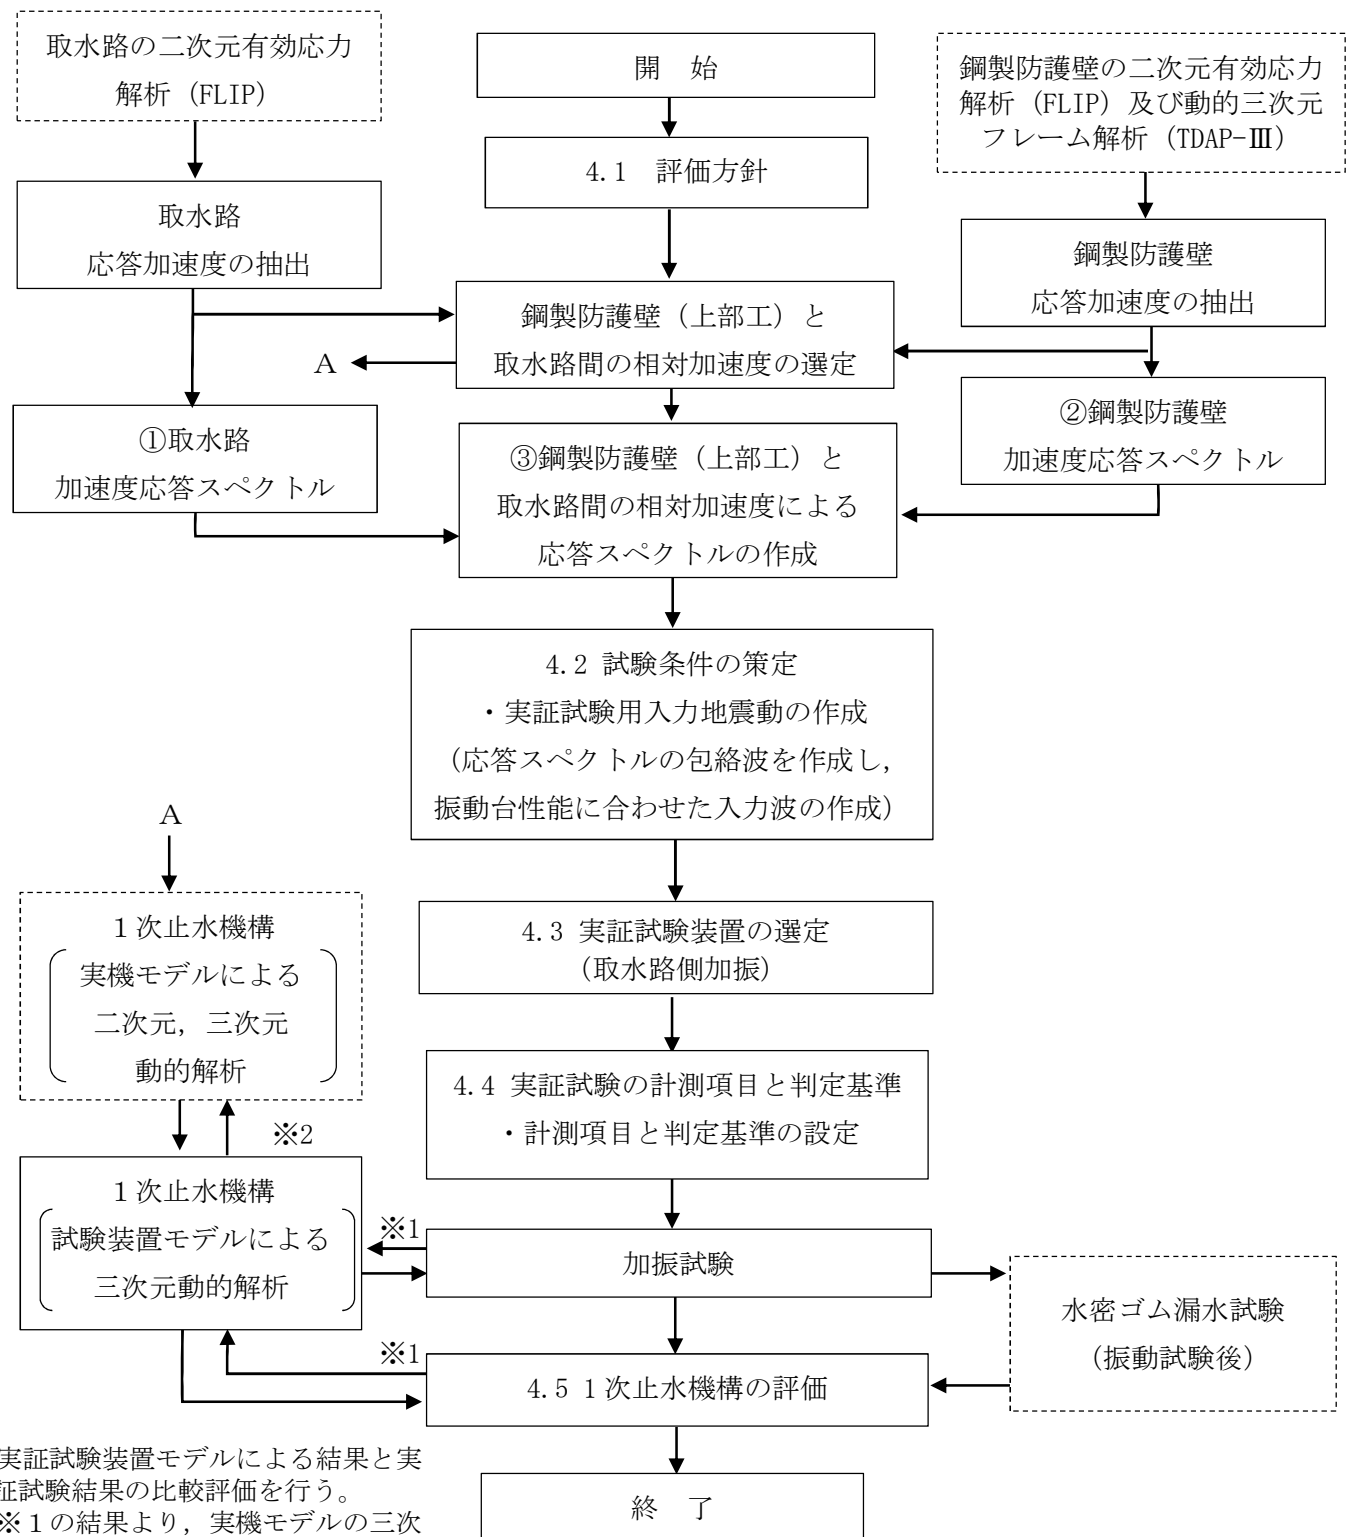 取水路の二次元有効応力
解析（FLIP）
開　始
鋼製防護壁の二次元有効応力
解析（FLIP）及び動的三次元
フレーム解析（TDAP-Ⅲ）
4.1　評価方針
取水路
応答加速度の抽出
鋼製防護壁
応答加速度の抽出
鋼製防護壁（上部工）と
取水路間の相対加速度の選定
A
①取水路
加速度応答スペクトル
②鋼製防護壁
加速度応答スペクトル
③鋼製防護壁（上部工）と
取水路間の相対加速度による
応答スペクトルの作成
4.2 試験条件の策定
・実証試験用入力地震動の作成
（応答スペクトルの包絡波を作成し，
振動台性能に合わせた入力波の作成）
A
１次止水機構
実機モデルによる
二次元，三次元
動的解析
4.3 実証試験装置の選定
（取水路側加振）
4.4 実証試験の計測項目と判定基準
・計測項目と判定基準の設定
※2
１次止水機構
試験装置モデルによる
三次元動的解析
※1
加振試験
水密ゴム漏水試験
（振動試験後）
※1
4.5 １次止水機構の評価
実証試験装置モデルによる結果と実
証試験結果の比較評価を行う。
※１の結果より，実機モデルの三次
終　了